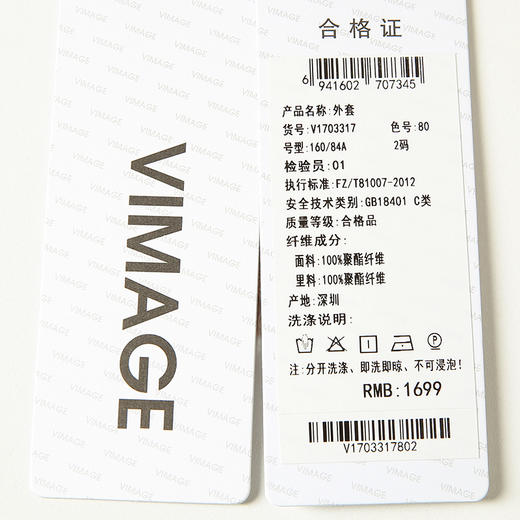 VIMAGE
合格证
6 941602 707345
产品名称:外套
货号:V1703317 色号:80
号型:160/84A 2码
检验员:01
执行标准:FZ/T81007-2012
安全技术类别:GB18401 C类
质量等级:合格品
纤维成分:
面料:100%聚酯纤维
里料:100%聚酯纤维
产地:深圳
洗涤说明:
P
注:分开洗涤、即洗即晾、不可浸泡!
RMB:1699
V1703317802